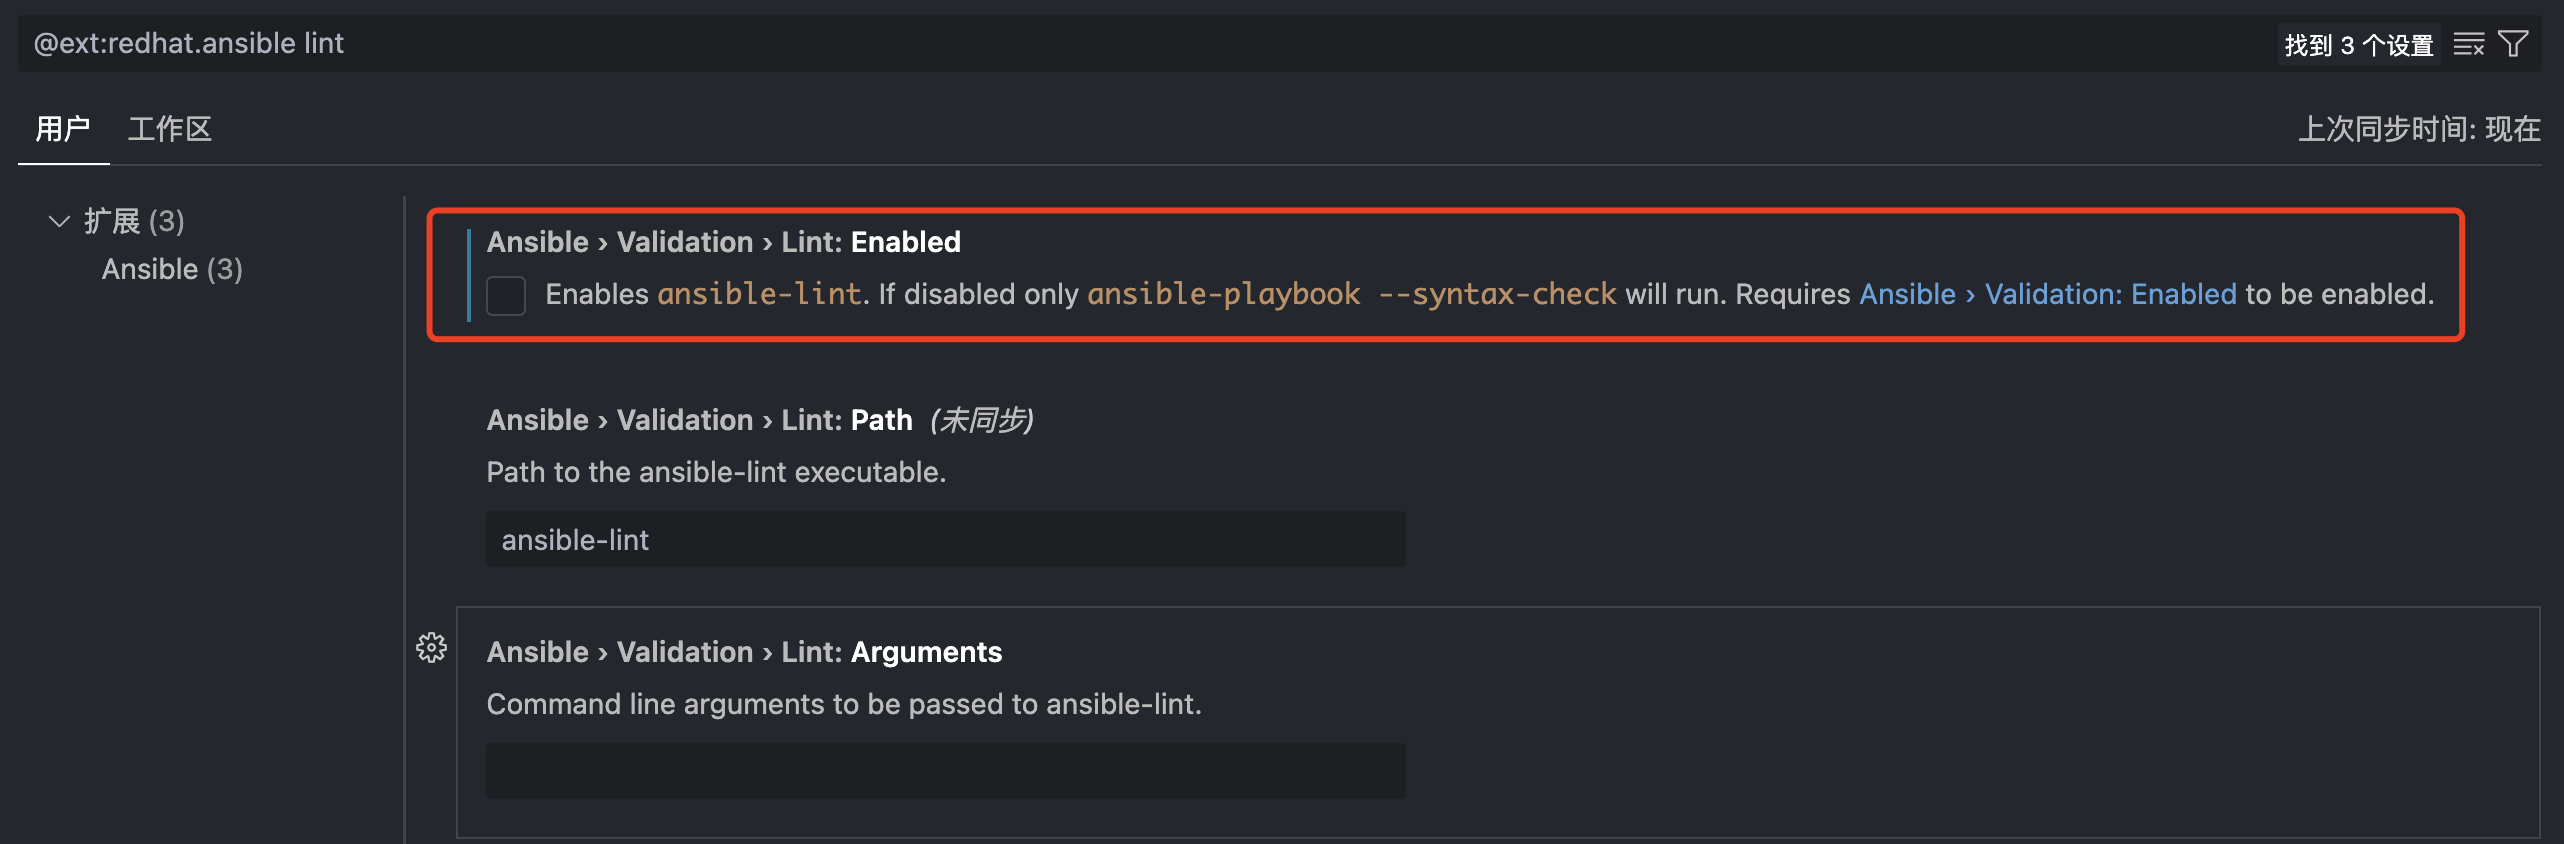 @ext:redhat.ansible lint
找到 3 个设置
用户 工作区
上次同步时间: 现在
扩展 (3)
Ansible (3)
Ansible › Validation › Lint: Enabled
Enables ansible-lint. If disabled only ansible-playbook --syntax-check will run. Requires Ansible › Validation: Enabled to be enabled.
Ansible › Validation › Lint: Path (未同步)
Path to the ansible-lint executable.
ansible-lint
Ansible › Validation › Lint: Arguments
Command line arguments to be passed to ansible-lint.